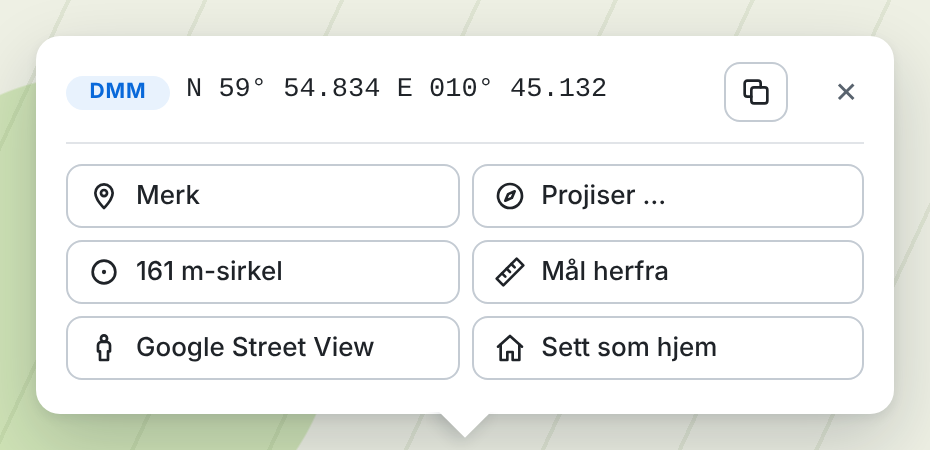 DMM N 59° 54.834 E 010° 45.132
Merk
Projiser ...
161 m-sirkel
Mål herfra
Google Street View
Sett som hjem